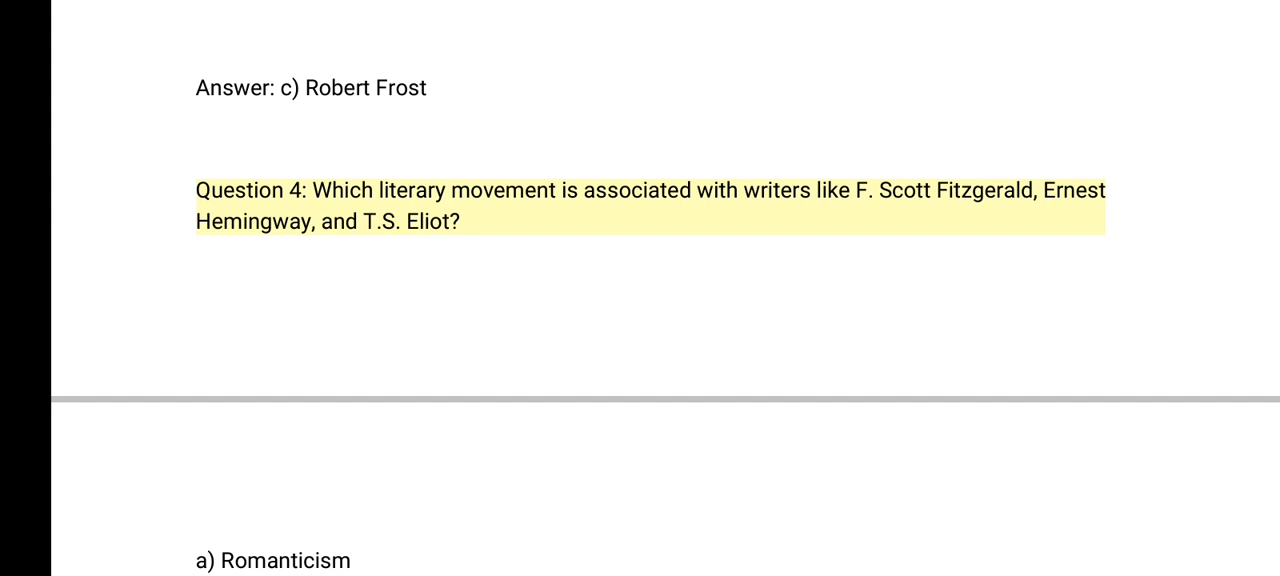 Answer: c) Robert Frost
Question 4: Which literary movement is associated with writers like F. Scott Fitzgerald, Ernest
Hemingway, and T.S. Eliot?
a) Romanticism